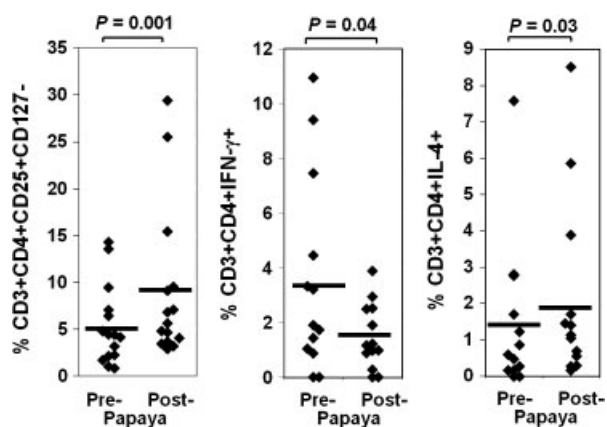 P = 0.001
% CD3+CD4+CD25+CD127-
35
30
25
20
15
10
5
0
Pre- Post-
Papaya
P = 0.04
% CD3+CD4+IFN-γ+
12
10
8
6
4
2
0
Pre- Post-
Papaya
P = 0.03
% CD3+CD4+IL-4+
9
8
7
6
5
4
3
2
1
0
Pre- Post-
Papaya